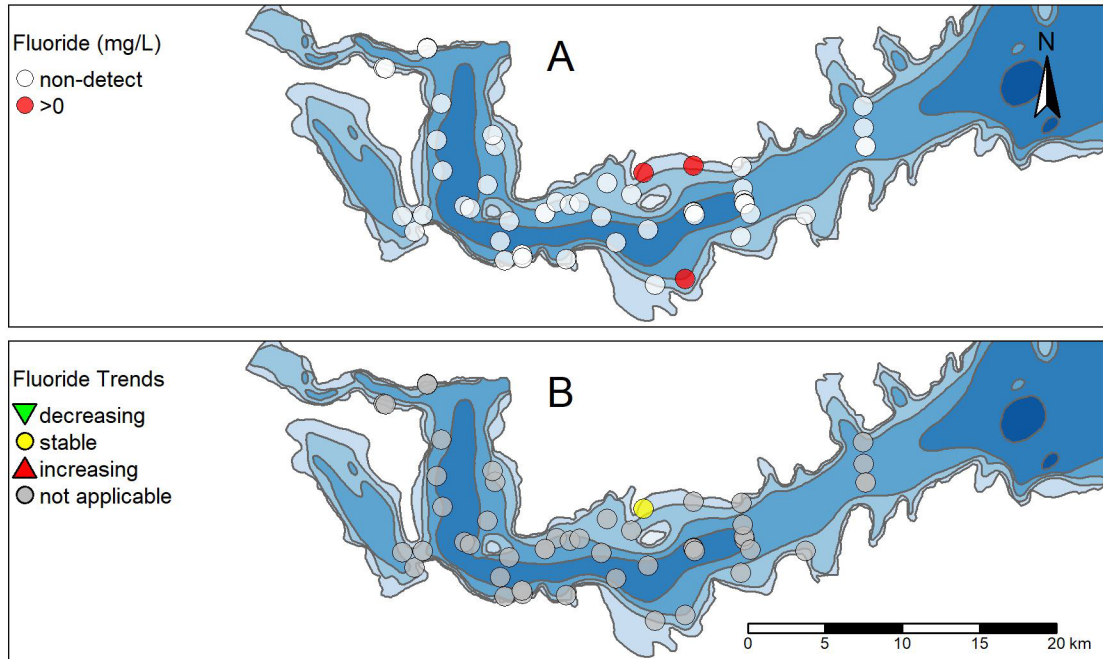 Fluoride (mg/L)
non-detect
>0
A
N
Fluoride Trends
decreasing
stable
increasing
not applicable
B
0 5 10 15 20 km